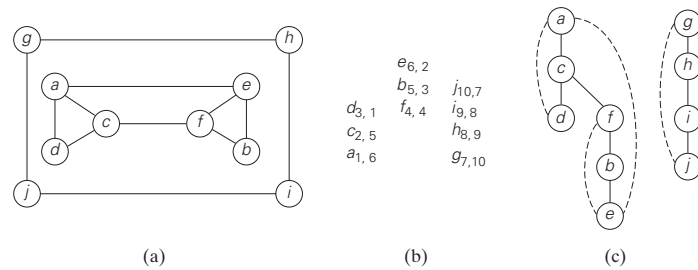 g
h
a
e
c
f
d
b
j
i
(a)
e6, 2
b5, 3
j10,7
d3, 1
f4, 4
i9, 8
c2, 5
h8, 9
a1, 6
g7,10
(b)
a
g
c
h
d
f
i
b
j
e
(c)